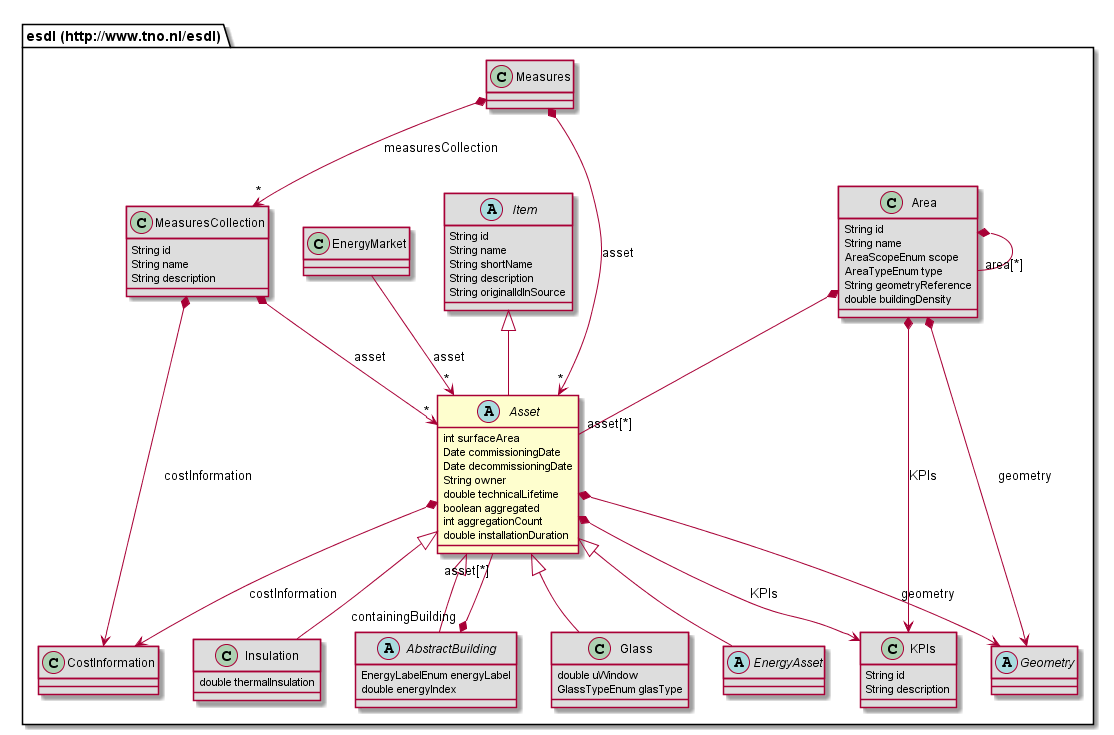 esdl (http://www.tno.nl/esdl)
C Measures
measuresCollection
*
C MeasuresCollection
String id
String name
String description
C EnergyMarket
A Item
String id
String name
String shortName
String description
String originalIdInSource
asset
C Area
String id
String name
AreaScopeEnum scope
AreaTypeEnum type
String geometryReference
double buildingDensity
area[*]
asset
*
asset
*
*
A Asset
int surfaceArea
Date commissioningDate
Date decommissioningDate
String owner
double technicalLifetime
boolean aggregated
int aggregationCount
double installationDuration
asset[*]
costInformation
KPIs
geometry
asset[*]
costInformation
containingBuilding
KPIs
geometry
C CostInformation
C Insulation
double thermalInsulation
A AbstractBuilding
EnergyLabelEnum energyLabel
double energyIndex
C Glass
double uWindow
GlassTypeEnum glasType
A EnergyAsset
C KPIs
String id
String description
A Geometry